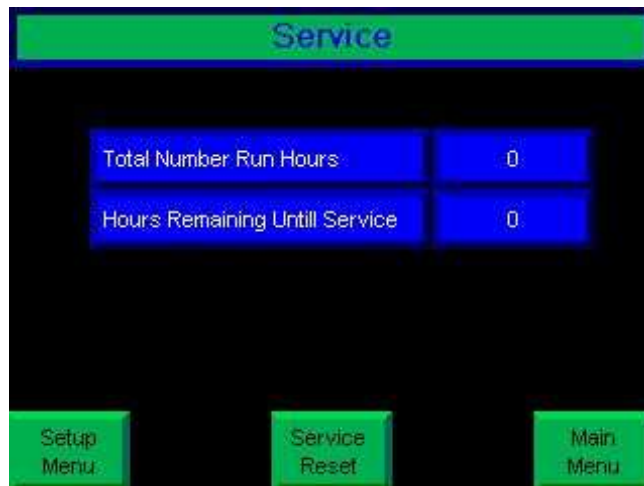 Service
Total Number Run Hours 0
Hours Remaining Untill Service 0
Setup
Menu
Service
Reset
Main
Menu